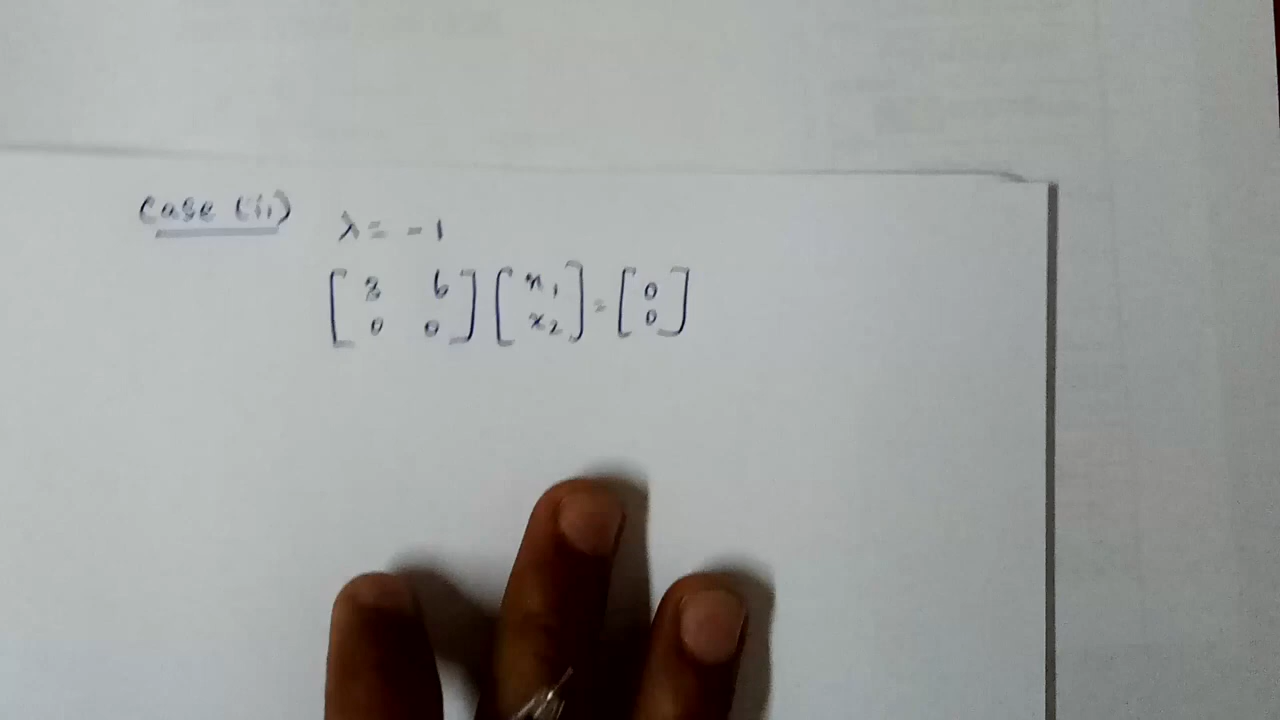 Case (ii) λ = -1
[ 3 6 ] [ x1 ] = [ 0 ]
[ 0 0 ] [ x2 ] [ 0 ]